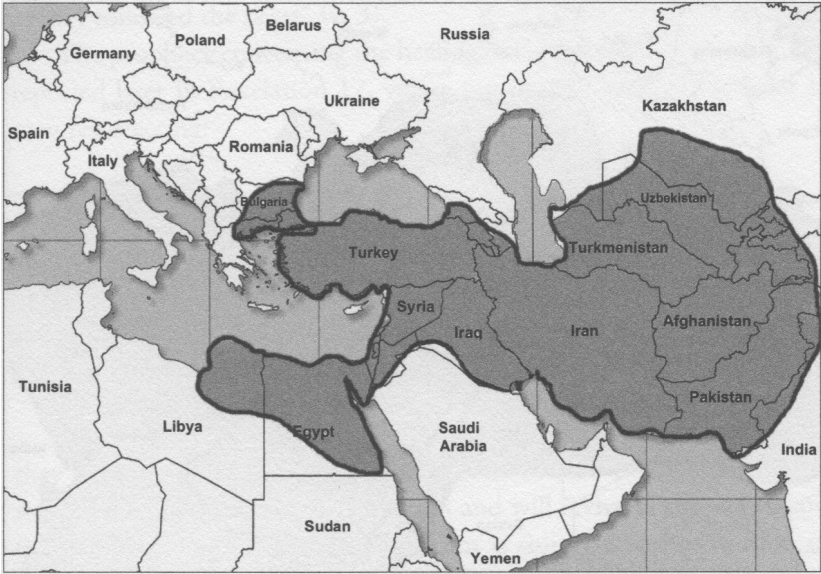 Belarus
Russia
Poland
Germany
Ukraine
Kazakhstan
Spain
Romania
Italy
Bulgaria
Uzbekistan
Turkmenistan
Turkey
Syria
Iraq
Iran
Afghanistan
Tunisia
Pakistan
Libya
Egypt
Saudi
Arabia
India
Sudan
Yemen